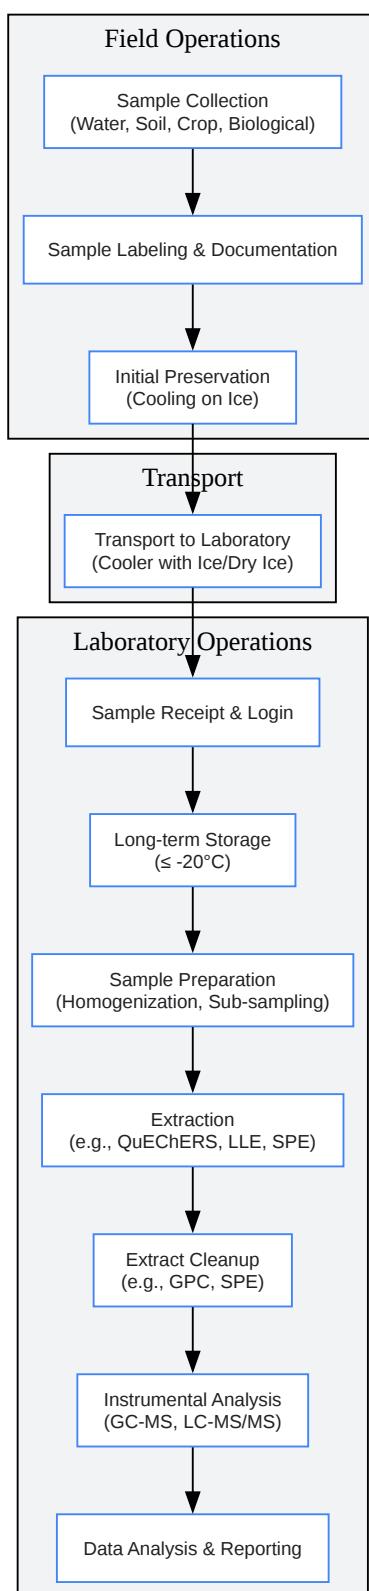 Field Operations
Sample Collection
(Water, Soil, Crop, Biological)
Sample Labeling & Documentation
Initial Preservation
(Cooling on Ice)
Transport
Transport to Laboratory
(Cooler with Ice/Dry Ice)
Laboratory Operations
Sample Receipt & Login
Long-term Storage
(≤ -20°C)
Sample Preparation
(Homogenization, Sub-sampling)
Extraction
(e.g., QuEChERS, LLE, SPE)
Extract Cleanup
(e.g., GPC, SPE)
Instrumental Analysis
(GC-MS, LC-MS/MS)
Data Analysis & Reporting